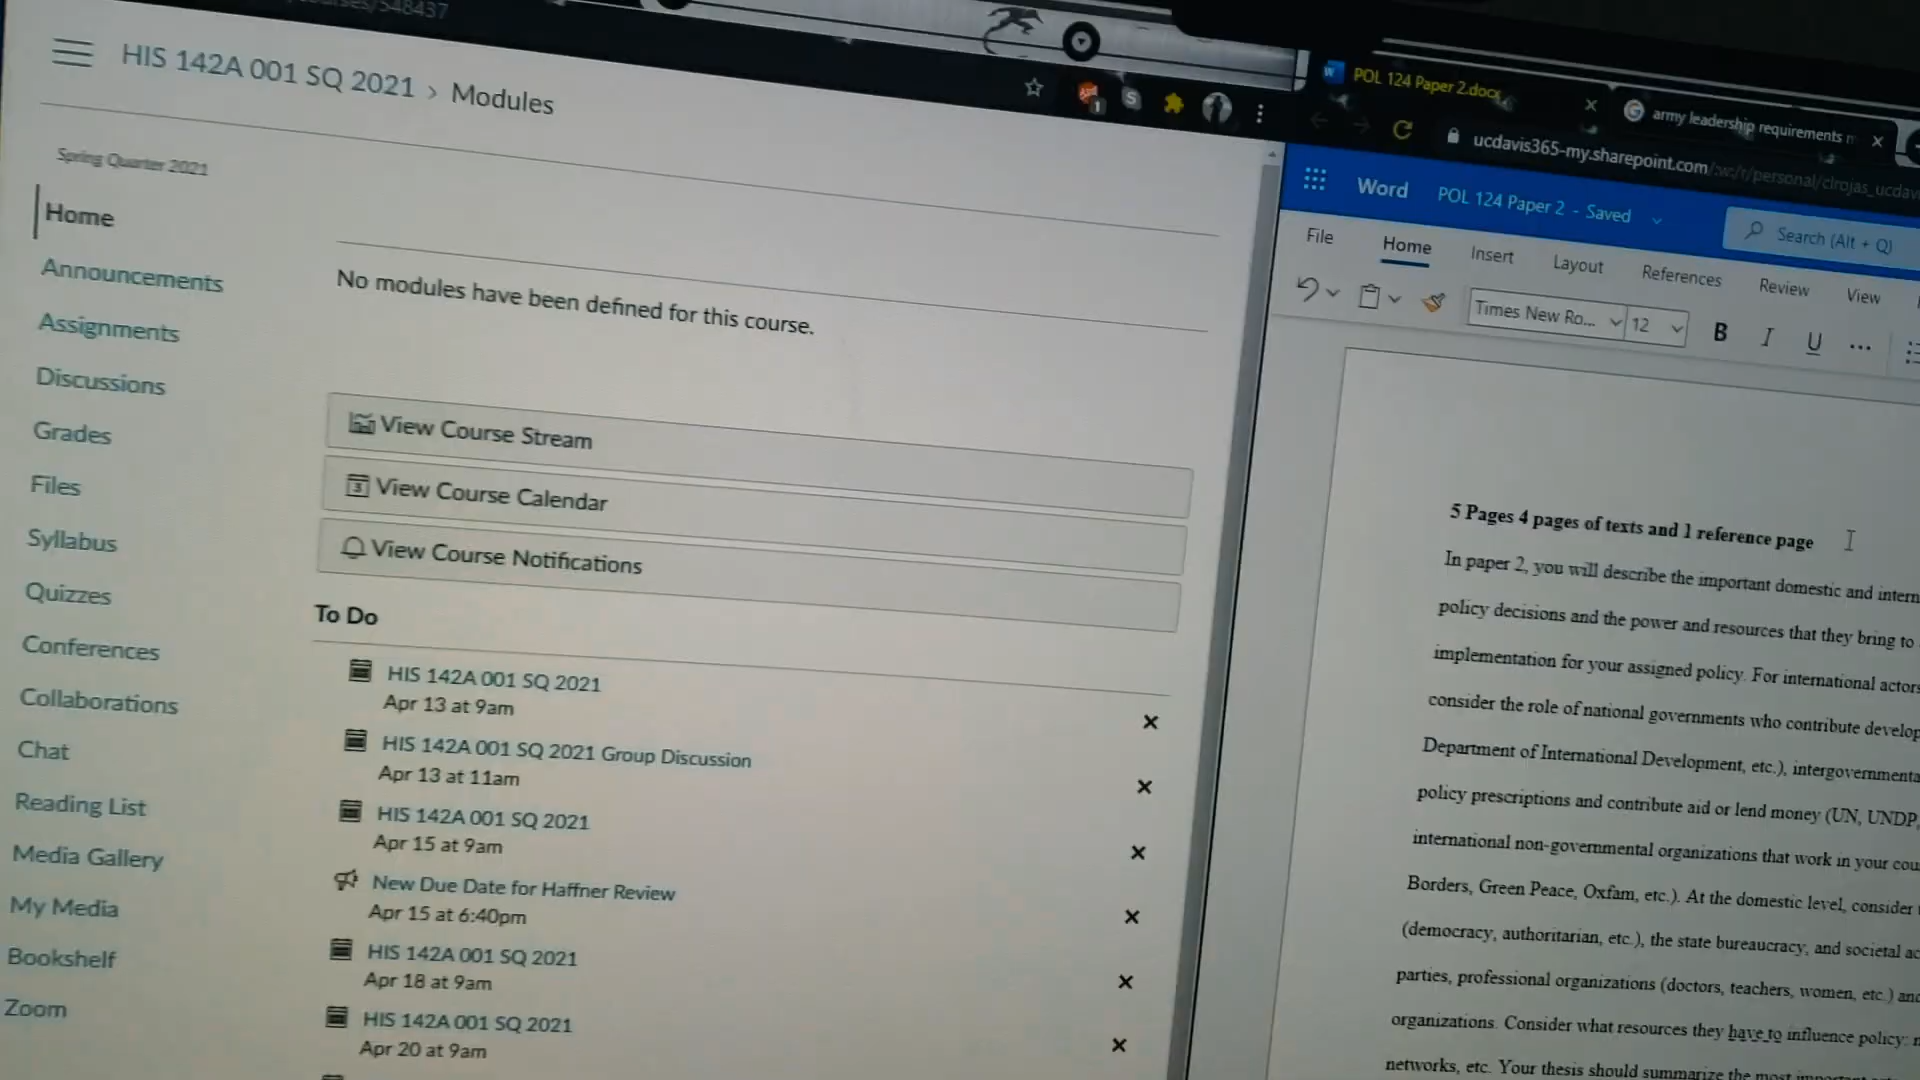 courses/548437
HIS 142A 001 SQ 2021 > Modules
Spring Quarter 2021
Home
Announcements
Assignments
Discussions
Grades
Files
Syllabus
Quizzes
Conferences
Collaborations
Chat
Reading List
Media Gallery
My Media
Bookshelf
Zoom
No modules have been defined for this course.
View Course Stream
3 View Course Calendar
View Course Notifications
To Do
HIS 142A 001 SQ 2021
Apr 13 at 9am
HIS 142A 001 SQ 2021 Group Discussion
Apr 13 at 11am
HIS 142A 001 SQ 2021
Apr 15 at 9am
New Due Date for Haffner Review
Apr 15 at 6:40pm
HIS 142A 001 SQ 2021
Apr 18 at 9am
HIS 142A 001 SQ 2021
Apr 20 at 9am
1 S
W POL 124 Paper 2.docx
G army leadership requirements
ucdavis365-my.sharepoint.com/:w:/r/personal/clrojas_ucdavi
Word POL 124 Paper 2 - Saved Search (Alt + Q)
File Home Insert Layout References Review View
Times New Ro... 12 B I U ...
5 Pages 4 pages of texts and 1 reference page
In paper 2, you will describe the important domestic and intern
policy decisions and the power and resources that they bring to
implementation for your assigned policy. For international actors
consider the role of national governments who contribute develop
Department of International Development, etc.), intergovernmenta
policy prescriptions and contribute aid or lend money (UN, UNDP,
international non-governmental organizations that work in your cou
Borders, Green Peace, Oxfam, etc.). At the domestic level, consider
(democracy, authoritarian, etc.), the state bureaucracy, and societal ac
parties, professional organizations (doctors, teachers, women, etc.) and
organizations. Consider what resources they have to influence policy:
networks, etc. Your thesis should summarize the most important